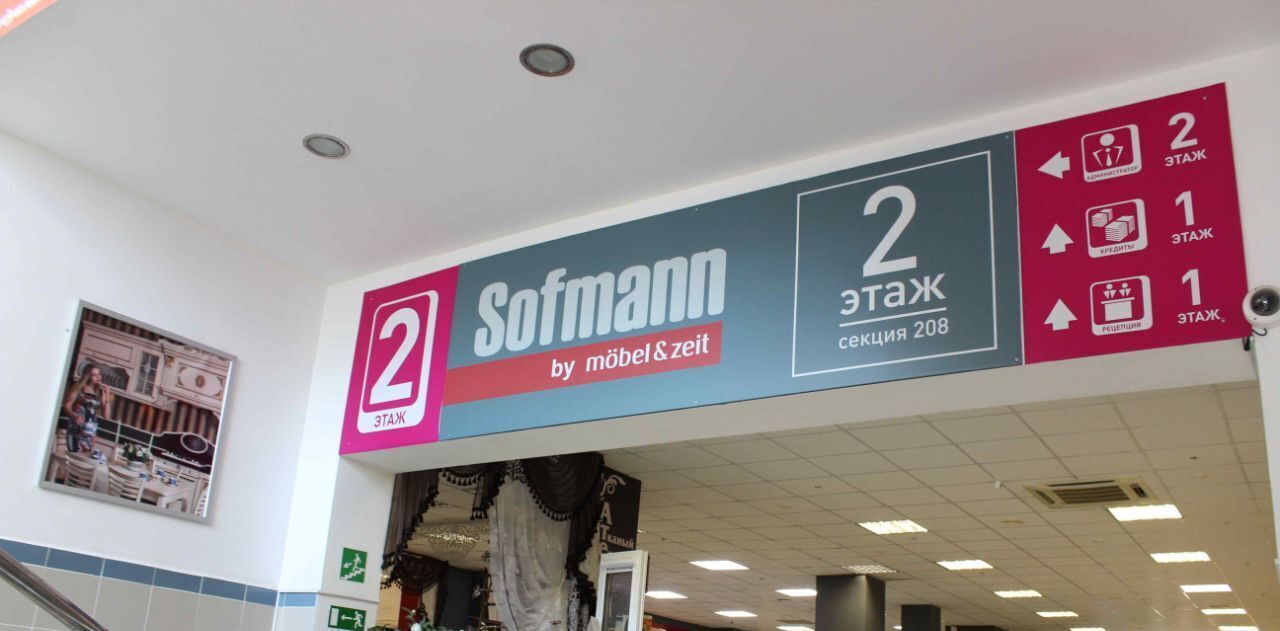 2
ЭТАЖ
Sofmann
by möbel&zeit
2
этаж
секция 208
АДМИНИСТРАТОР
2
ЭТАЖ
КРЕДИТЫ
1
ЭТАЖ
РЕЦЕПЦИЯ
1
ЭТАЖ